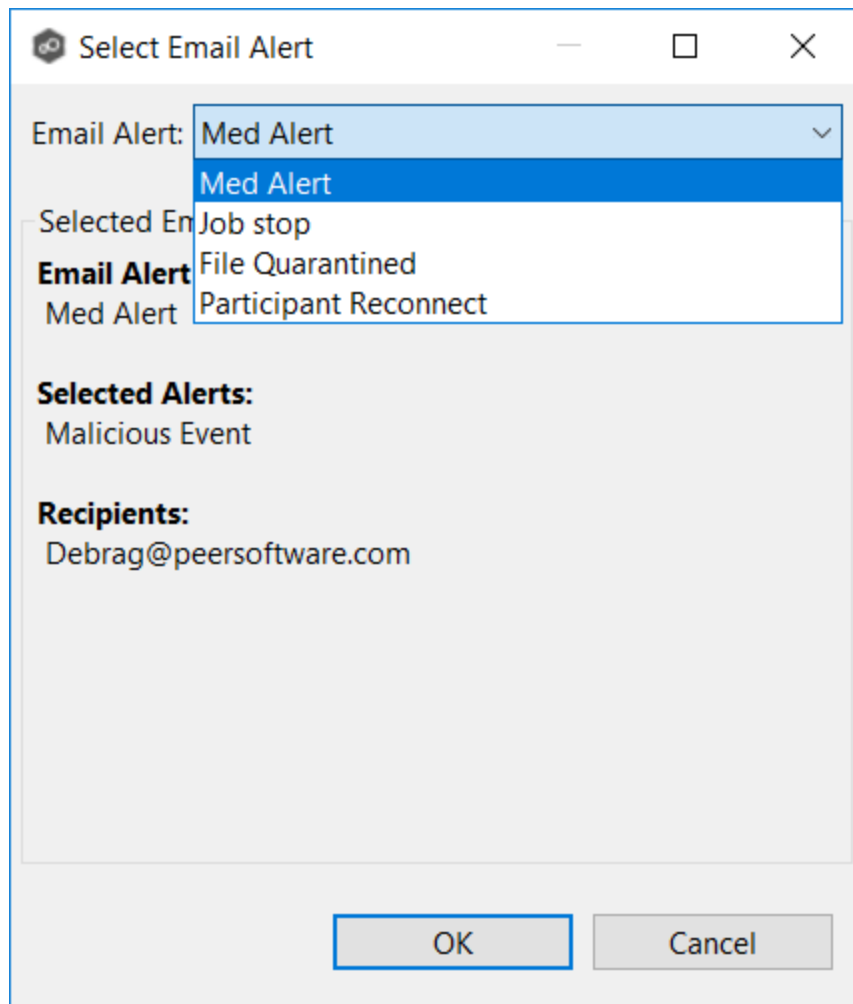 Select Email Alert
Email Alert: Med Alert
Med Alert
Job stop
File Quarantined
Participant Reconnect
Selected Em
Email Alert
Med Alert
Selected Alerts:
Malicious Event
Recipients:
Debrag@peersoftware.com
OK
Cancel